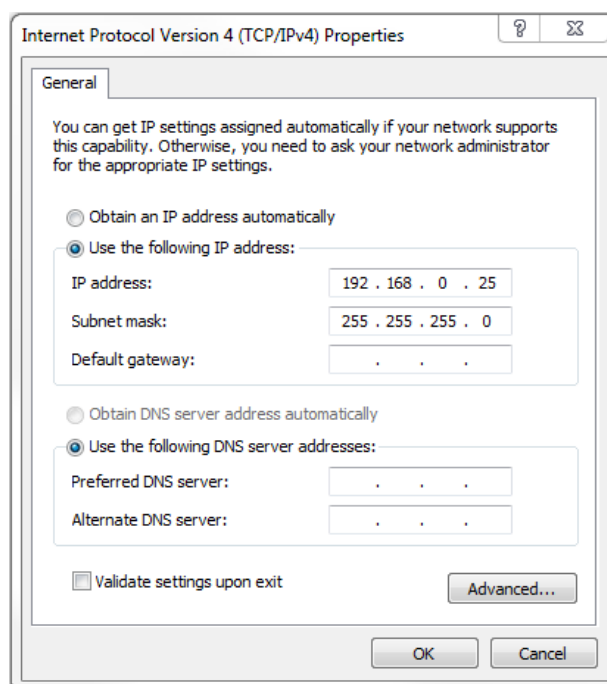 Internet Protocol Version 4 (TCP/IPv4) Properties
General
You can get IP settings assigned automatically if your network supports
this capability. Otherwise, you need to ask your network administrator
for the appropriate IP settings.
Obtain an IP address automatically
Use the following IP address:
IP address: 192 . 168 . 0 . 25
Subnet mask: 255 . 255 . 255 . 0
Default gateway: . . .
Obtain DNS server address automatically
Use the following DNS server addresses:
Preferred DNS server: . . .
Alternate DNS server: . . .
Validate settings upon exit
Advanced...
OK Cancel